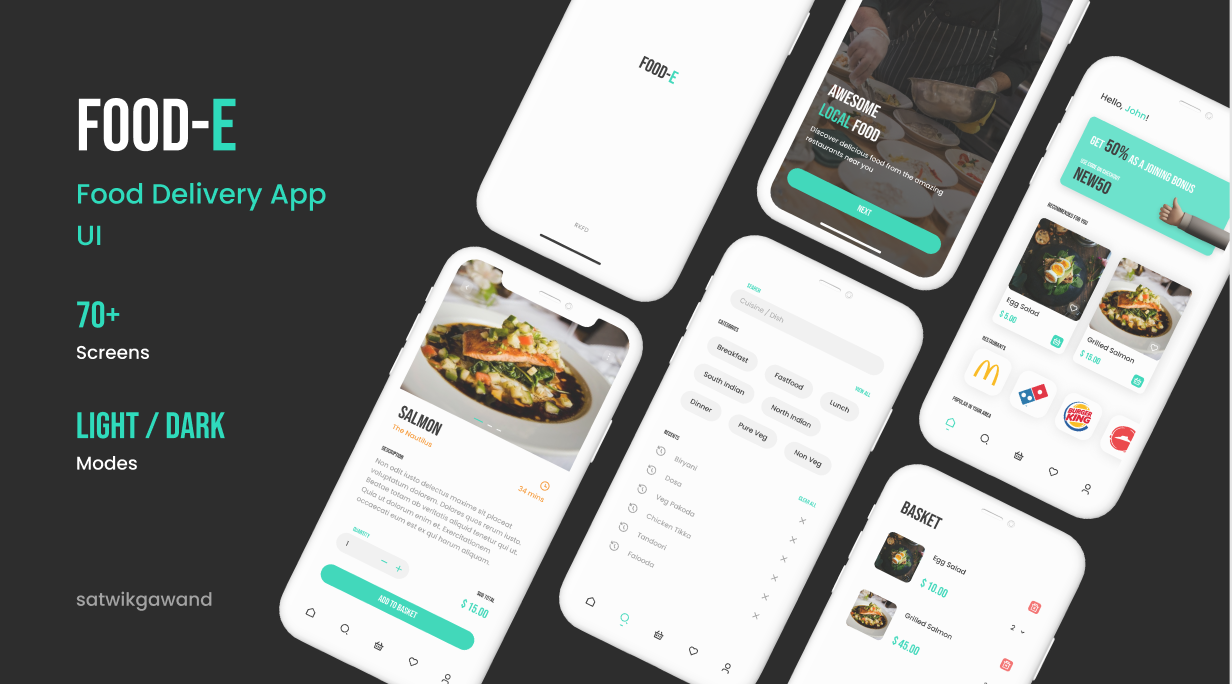 FOOD-E
Food Delivery App
UI
70+
Screens
LIGHT / DARK
Modes
satwikgawand
FOOD-E
AWESOME
LOCAL FOOD
Discover delicious food from the amazing
restaurants near you
NEXT
Hello, John!
GET 50% AS A JOINING BONUS
NEW50
RECOMMENDED FOR YOU
Egg Salad
$ 5.00
Grilled Salmon
$ 15.00
RESTAURANTS
BURGER
KING
POPULAR IN YOUR AREA
SALMON
The Nautilus
34 mins
DESCRIPTION
Non adit iusto delectus maxime sit placeat
voluptatum dolorem. Dolores quas rerum iusto.
Beatae totam ab veritatis aliquid tenetur qui ut.
Quia ut dolorum enim et. Exercitationem
occaecati eum est ex qui harum aliquam.
QUANTITY
1
SUB TOTAL
$ 15.00
ADD TO BASKET
SEARCH
Cuisine / Dish
CATEGORIES
VIEW ALL
Breakfast
Fastfood
Lunch
South Indian
North Indian
Dinner
Pure Veg
Non Veg
RECENTS
CLEAR ALL
Biryani
Dosa
Veg Pakoda
Chicken Tikka
Tandoori
Falooda
BASKET
Egg Salad
$ 10.00
2
Grilled Salmon
$ 45.00